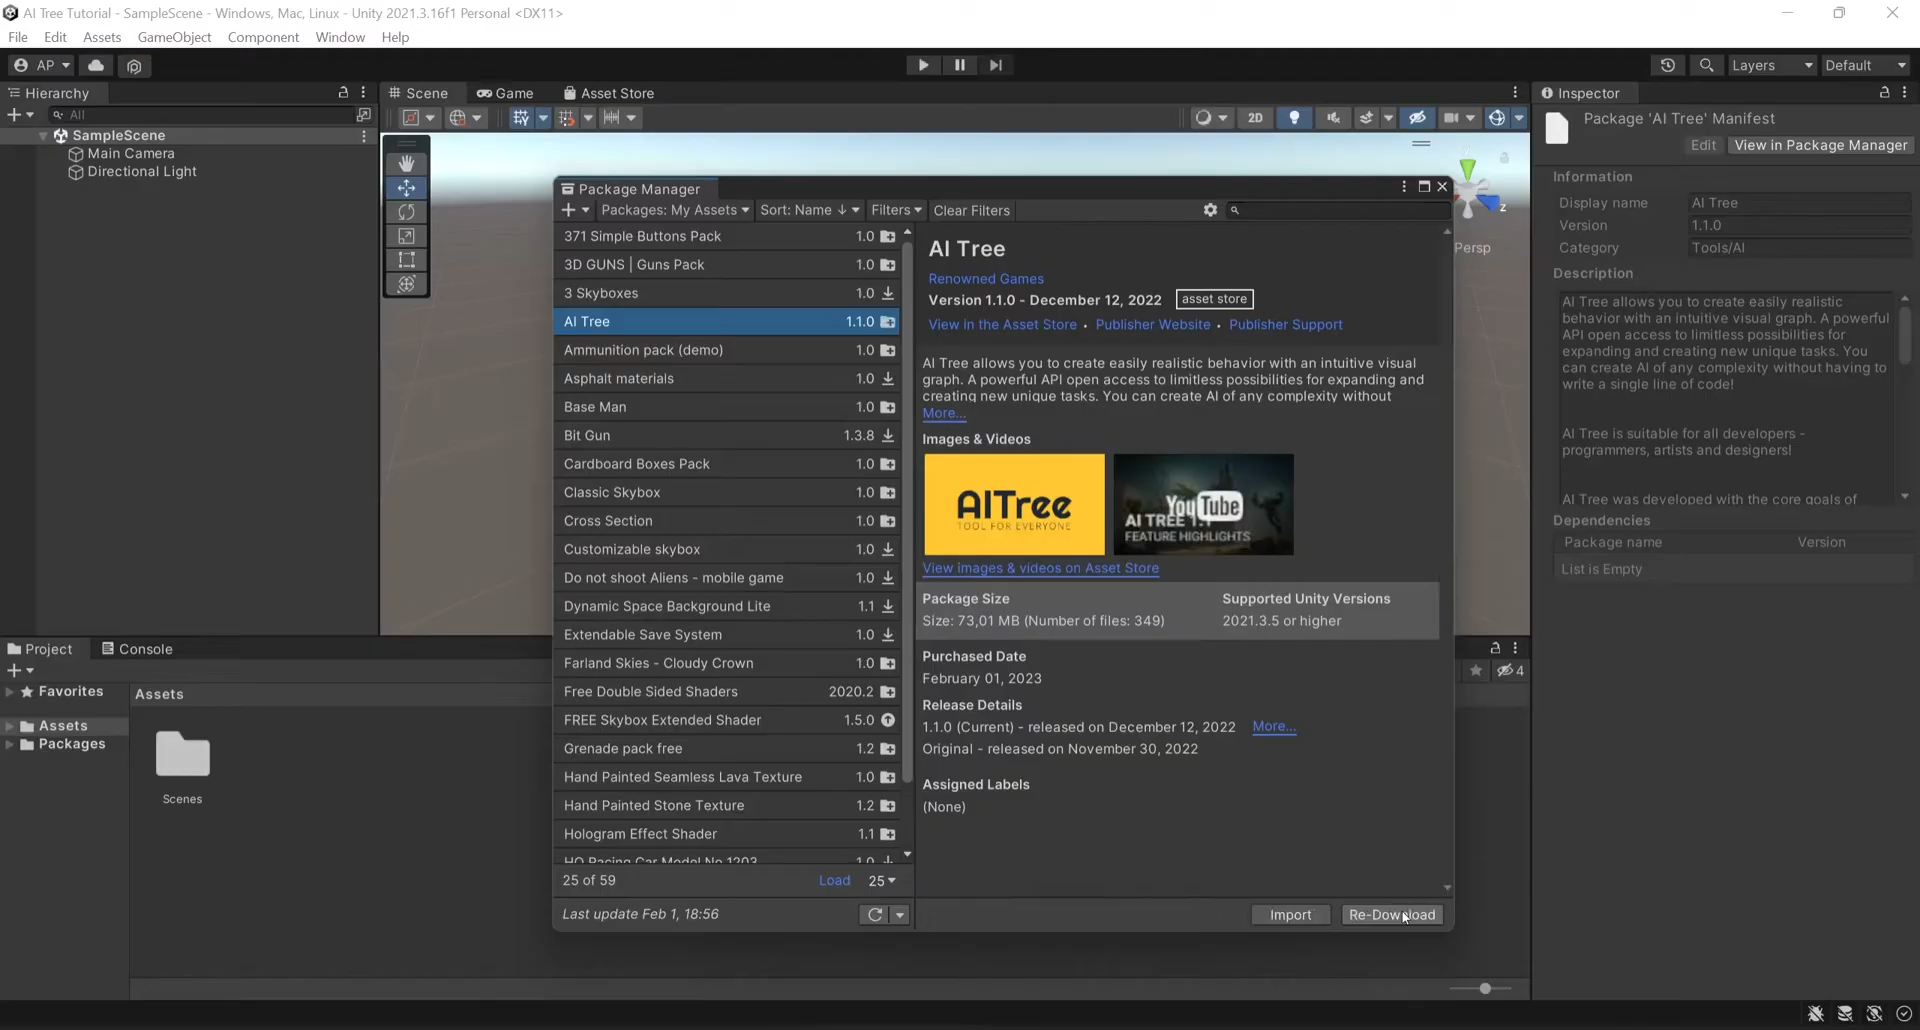 AI Tree Tutorial - SampleScene - Windows, Mac, Linux - Unity 2021.3.16f1 Personal <DX11>
File Edit Assets GameObject Component Window Help
AP
Layers Default
Hierarchy
All
SampleScene
Main Camera
Directional Light
Scene Game Asset Store
2D
Persp
z
Package Manager
Packages: My Assets Sort: Name ↓ Filters Clear Filters
371 Simple Buttons Pack 1.0
3D GUNS | Guns Pack 1.0
3 Skyboxes 1.0
AI Tree 1.1.0
Ammunition pack (demo) 1.0
Asphalt materials 1.0
Base Man 1.0
Bit Gun 1.3.8
Cardboard Boxes Pack 1.0
Classic Skybox 1.0
Cross Section 1.0
Customizable skybox 1.0
Do not shoot Aliens - mobile game 1.0
Dynamic Space Background Lite 1.1
Extendable Save System 1.0
Farland Skies - Cloudy Crown 1.0
Free Double Sided Shaders 2020.2
FREE Skybox Extended Shader 1.5.0
Grenade pack free 1.2
Hand Painted Seamless Lava Texture 1.0
Hand Painted Stone Texture 1.2
Hologram Effect Shader 1.1
HQ Racing Car Model No.1203 1.0
25 of 59 Load 25
Last update Feb 1, 18:56
AI Tree
Renowned Games
Version 1.1.0 - December 12, 2022 asset store
View in the Asset Store • Publisher Website • Publisher Support
AI Tree allows you to create easily realistic behavior with an intuitive visual
graph. A powerful API open access to limitless possibilities for expanding and
creating new unique tasks. You can create AI of any complexity without
More...
Images & Videos
AITree
TOOL FOR EVERYONE
YouTube
AI TREE 1.1
FEATURE HIGHLIGHTS
View images & videos on Asset Store
Package Size Supported Unity Versions
Size: 73,01 MB (Number of files: 349) 2021.3.5 or higher
Purchased Date
February 01, 2023
Release Details
1.1.0 (Current) - released on December 12, 2022 More...
Original - released on November 30, 2022
Assigned Labels
(None)
Import Re-Download
Inspector
Package 'AI Tree' Manifest
Edit View in Package Manager
Information
Display name AI Tree
Version 1.1.0
Category Tools/AI
Description
AI Tree allows you to create easily realistic
behavior with an intuitive visual graph. A powerful
API open access to limitless possibilities for
expanding and creating new unique tasks. You
can create AI of any complexity without having to
write a single line of code!
AI Tree is suitable for all developers -
programmers, artists and designers!
AI Tree was developed with the core goals of
Dependencies
Package name Version
List is Empty
Project Console
4
Favorites
Assets
Packages
Assets
Scenes